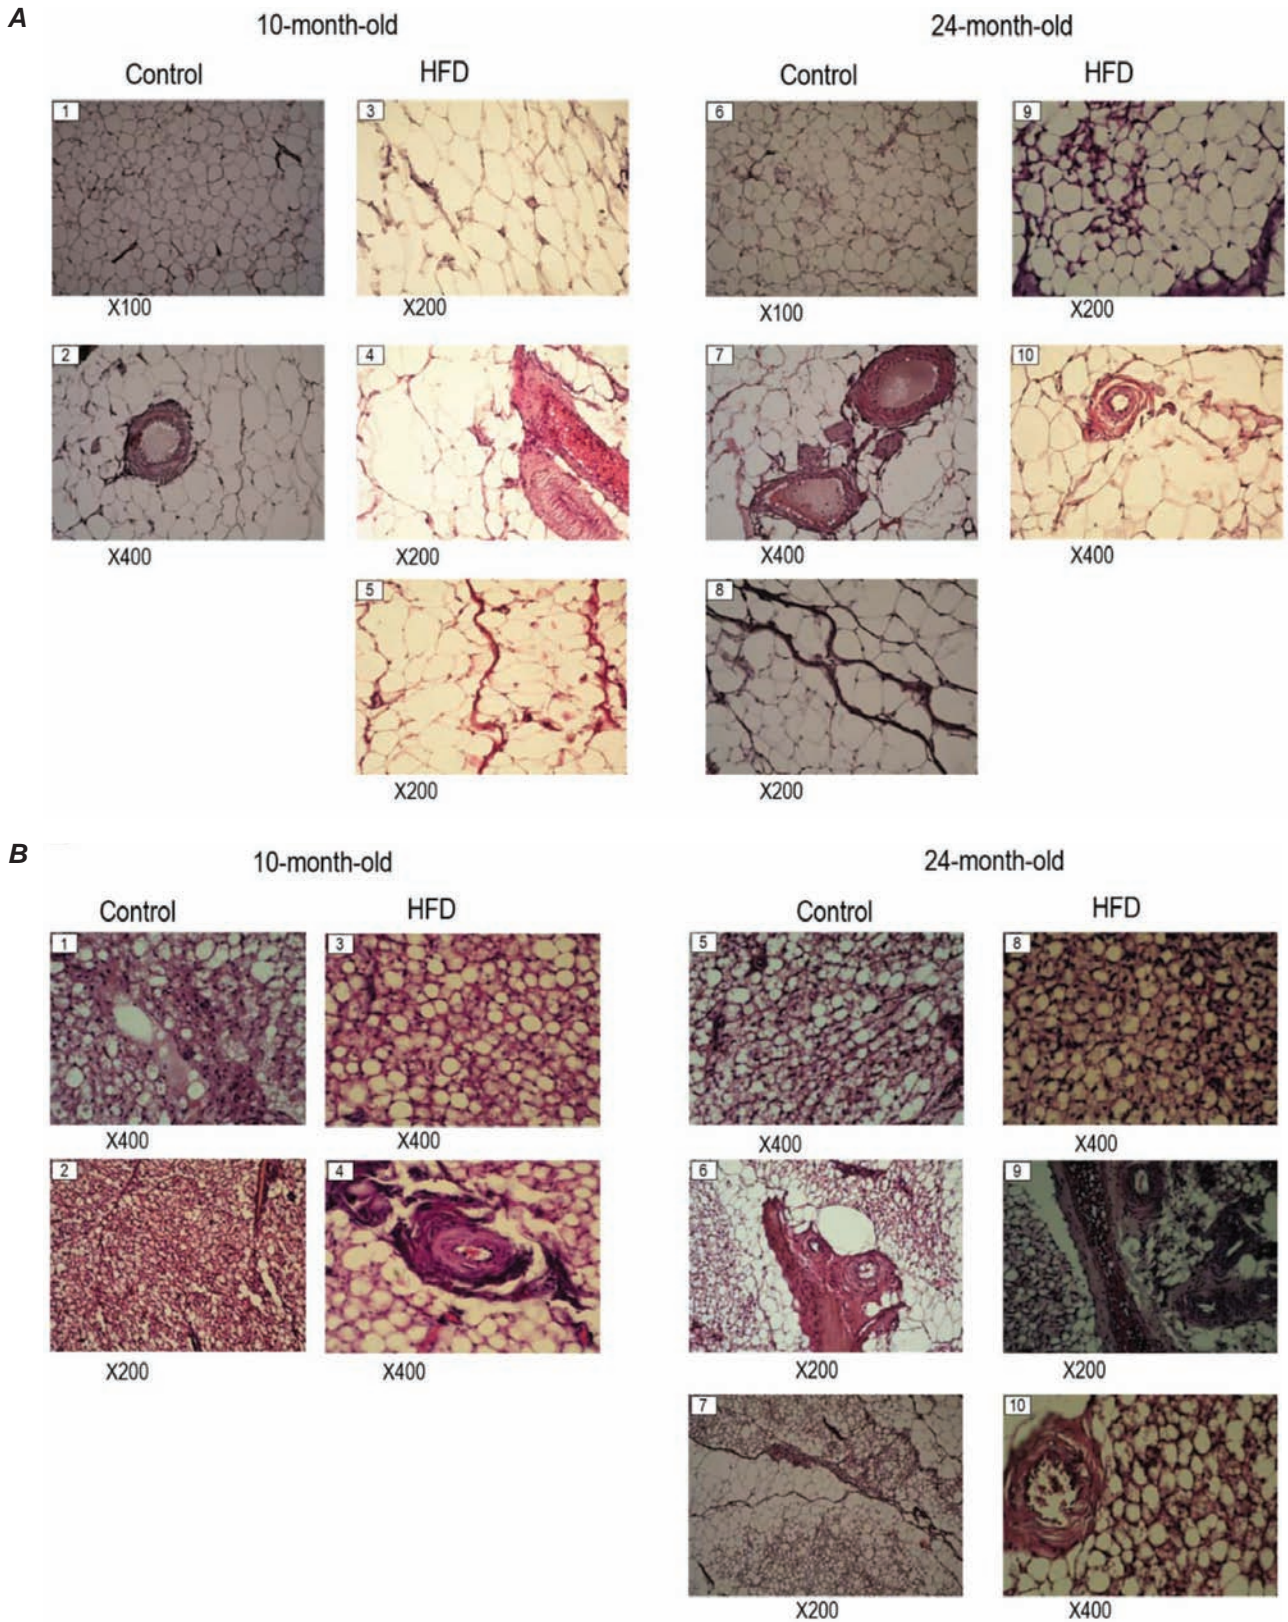 A
10-month-old 24-month-old
Control HFD Control HFD
1 3 6 9
X100 X200 X100 X200
2 4 7 10
X400 X200 X400 X400
5 8
X200 X200
B
10-month-old 24-month-old
Control HFD Control HFD
1 3 5 8
X400 X400 X400 X400
2 4 6 9
X200 X400 X200 X200
7 10
X200 X400